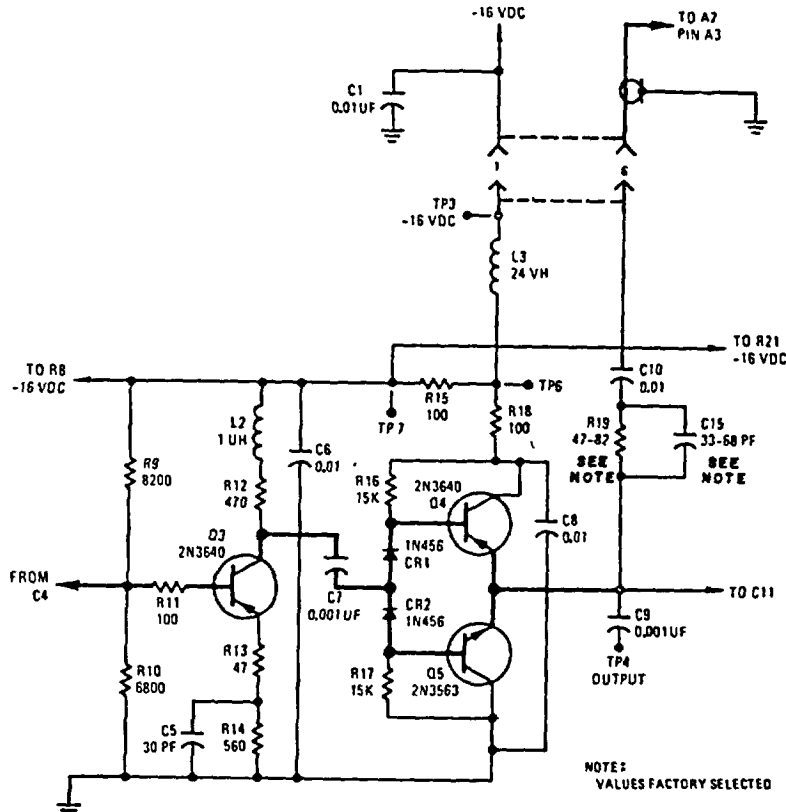 -16 VDC
TO A2
PIN A3
C1
0.01UF
1
6
TP3
-16 VDC
L3
24 VH
TO R8
-16 VDC
TO R21
-16 VDC
R15
100
TP6
TP7
C10
0.01
L2
1 UH
C6
0.01
R18
100
R19
47-82
SEE
NOTE
C15
33-68 PF
SEE
NOTE
R9
8200
R12
470
R16
15K
2N3640
Q4
C8
0.01
Q3
2N3640
1N456
CR1
FROM
C4
R11
100
C7
0.001UF
CR2
1N456
TO C11
C9
0.001UF
R13
47
R10
6800
R17
15K
Q5
2N3563
TP4
OUTPUT
C5
30 PF
R14
560
NOTE:
VALUES FACTORY SELECTED